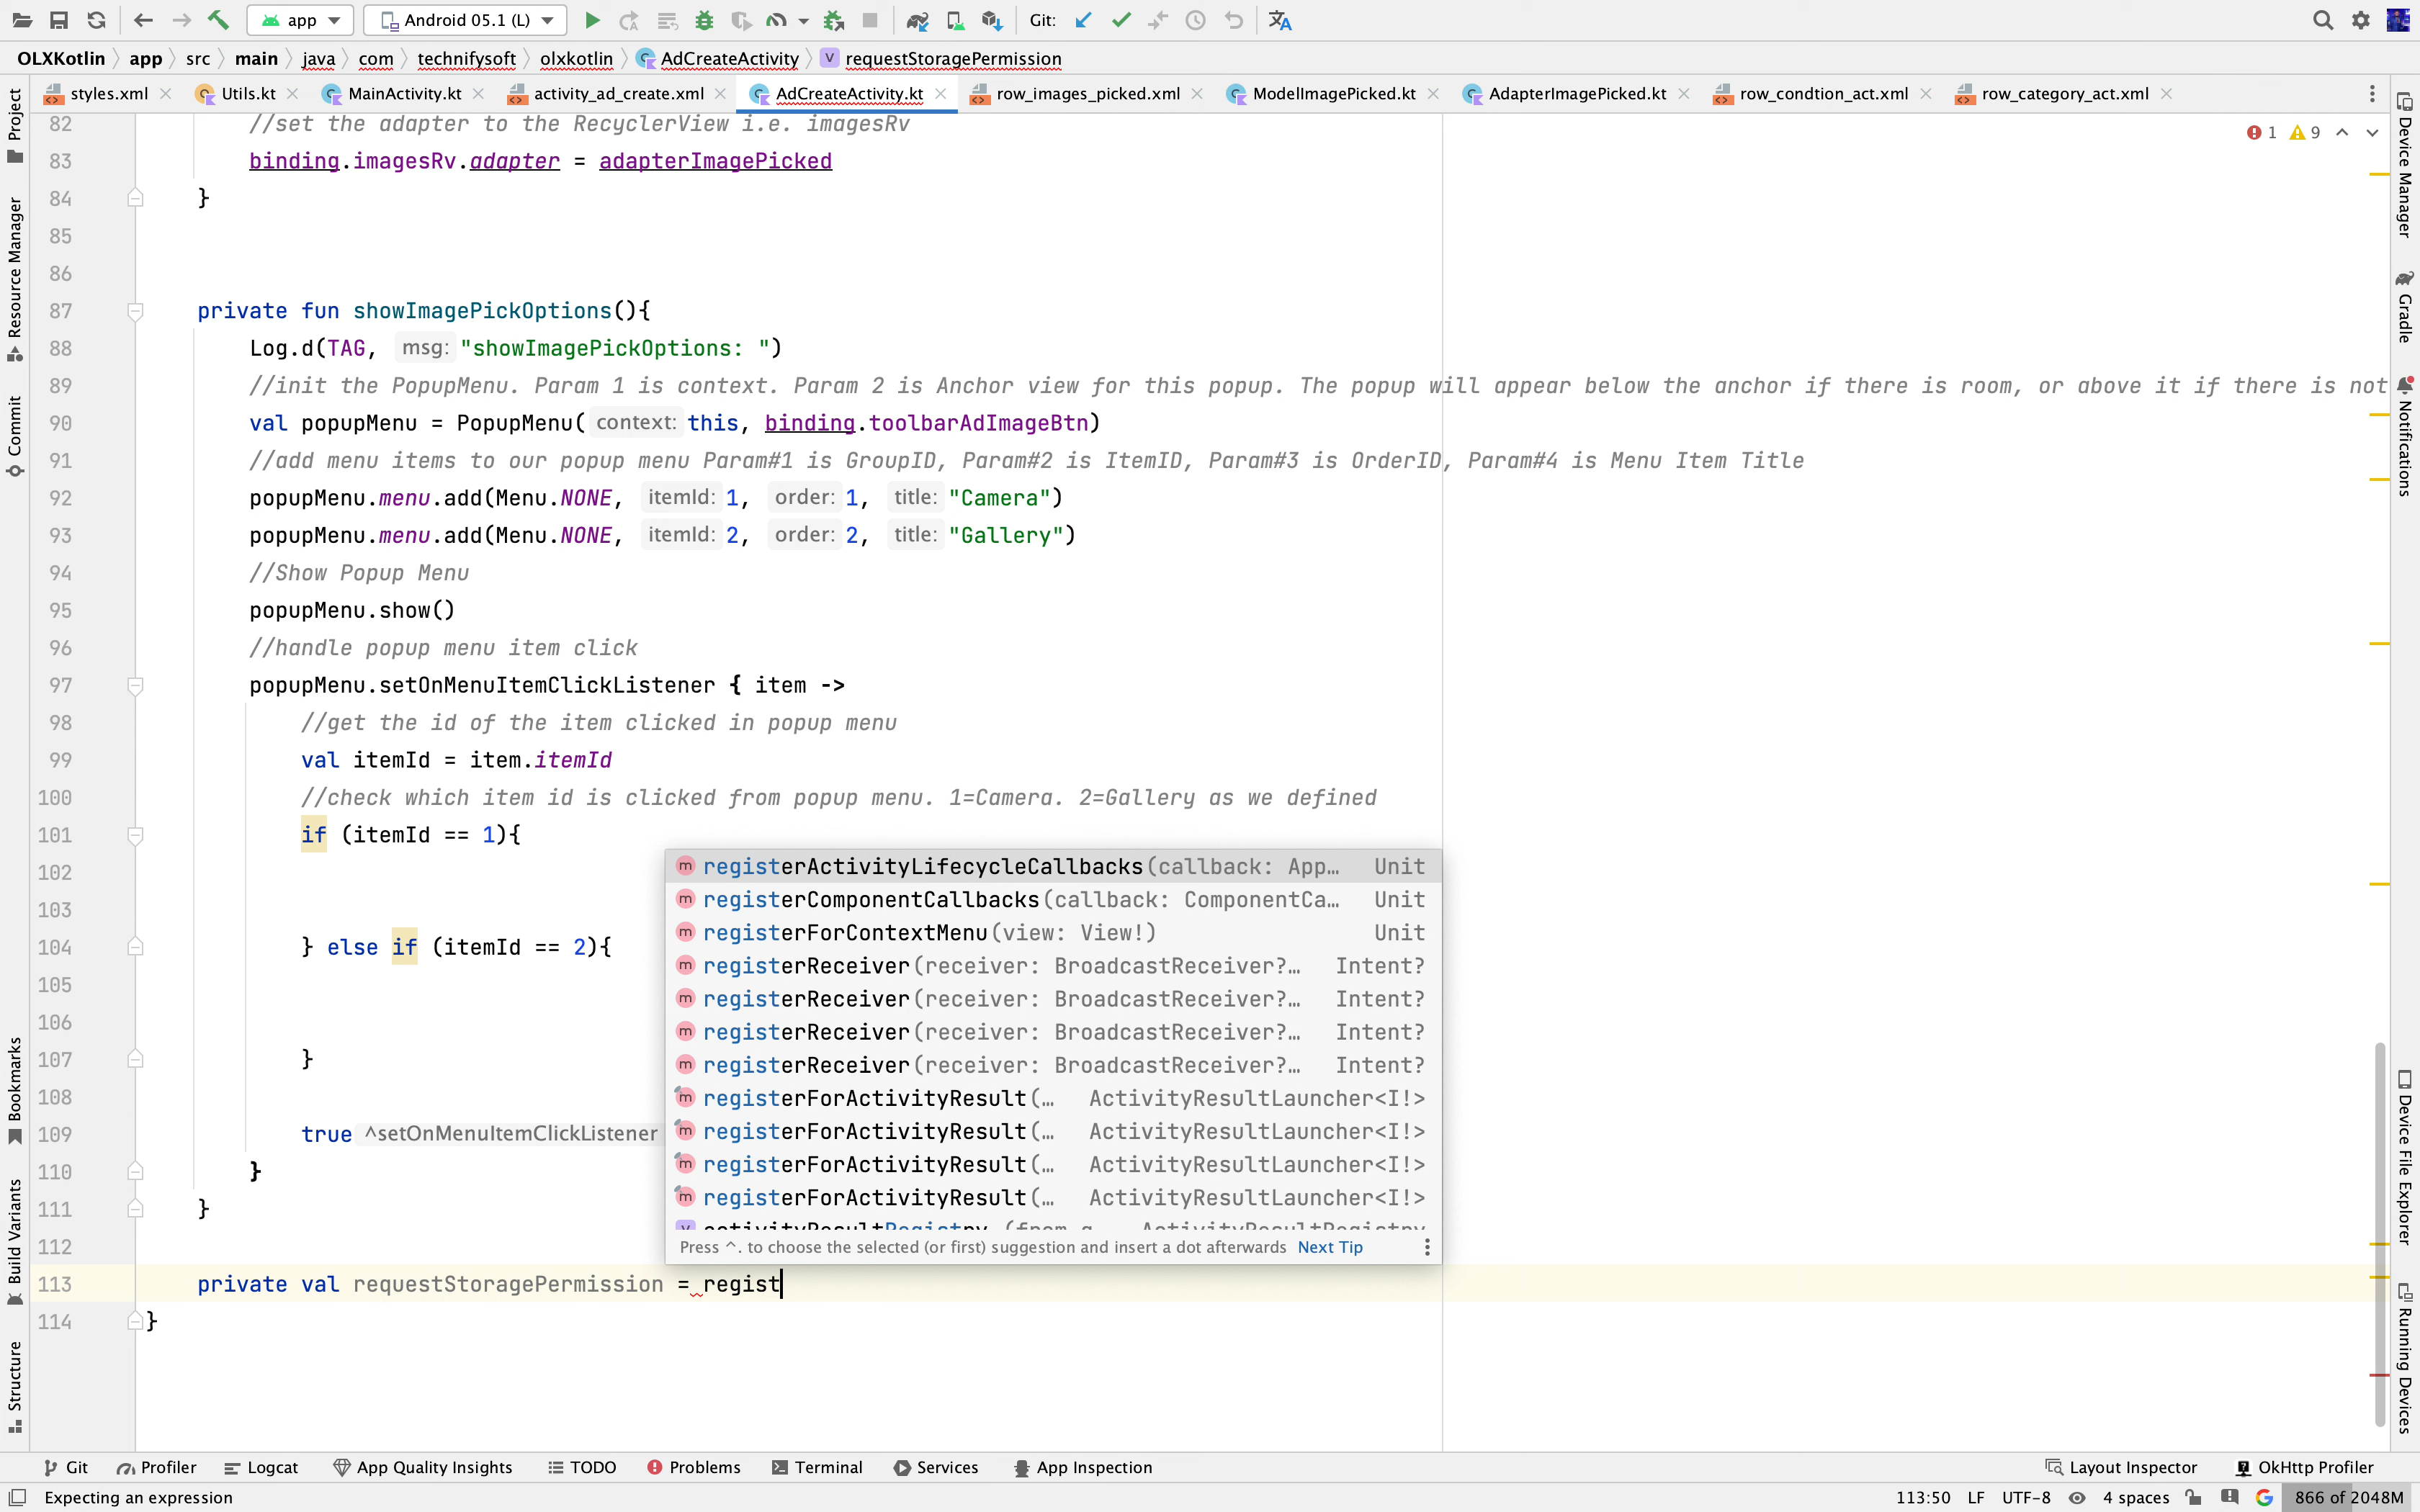 app
Android 05.1 (L)
Git:
OLXKotlin
app
src
main
java
com
technifysoft
olxkotlin
AdCreateActivity
requestStoragePermission
styles.xml
Utils.kt
MainActivity.kt
activity_ad_create.xml
AdCreateActivity.kt
row_images_picked.xml
ModelImagePicked.kt
AdapterImagePicked.kt
row_condtion_act.xml
row_category_act.xml
1 9
82 //set the adapter to the RecyclerView i.e. imagesRv
83 binding.imagesRv.adapter = adapterImagePicked
84 }
85
86
87 private fun showImagePickOptions(){
88 Log.d(TAG, msg: "showImagePickOptions: ")
89 //init the PopupMenu. Param 1 is context. Param 2 is Anchor view for this popup. The popup will appear below the anchor if there is room, or above it if there is not
90 val popupMenu = PopupMenu( context: this, binding.toolbarAdImageBtn)
91 //add menu items to our popup menu Param#1 is GroupID, Param#2 is ItemID, Param#3 is OrderID, Param#4 is Menu Item Title
92 popupMenu.menu.add(Menu.NONE, itemId: 1, order: 1, title: "Camera")
93 popupMenu.menu.add(Menu.NONE, itemId: 2, order: 2, title: "Gallery")
94 //Show Popup Menu
95 popupMenu.show()
96 //handle popup menu item click
97 popupMenu.setOnMenuItemClickListener { item ->
98 //get the id of the item clicked in popup menu
99 val itemId = item.itemId
100 //check which item id is clicked from popup menu. 1=Camera. 2=Gallery as we defined
101 if (itemId == 1){
102
103
104 } else if (itemId == 2){
105
106
107 }
108
109 true ^setOnMenuItemClickListener
110 }
111 }
112
113 private val requestStoragePermission = regist
114 }
registerActivityLifecycleCallbacks(callback: App… Unit
registerComponentCallbacks(callback: ComponentCa… Unit
registerForContextMenu(view: View!) Unit
registerReceiver(receiver: BroadcastReceiver?… Intent?
registerReceiver(receiver: BroadcastReceiver?… Intent?
registerReceiver(receiver: BroadcastReceiver?… Intent?
registerReceiver(receiver: BroadcastReceiver?… Intent?
registerForActivityResult(… ActivityResultLauncher<I!>
registerForActivityResult(… ActivityResultLauncher<I!>
registerForActivityResult(… ActivityResultLauncher<I!>
registerForActivityResult(… ActivityResultLauncher<I!>
activityResultRegistry (from g… ActivityResultRegistry
Press ^. to choose the selected (or first) suggestion and insert a dot afterwards Next Tip
Project
Resource Manager
Commit
Bookmarks
Build Variants
Structure
Device Manager
Gradle
Notifications
Device File Explorer
Running Devices
Git
Profiler
Logcat
App Quality Insights
TODO
Problems
Terminal
Services
App Inspection
Layout Inspector
OkHttp Profiler
Expecting an expression
113:50 LF UTF-8 4 spaces 866 of 2048M